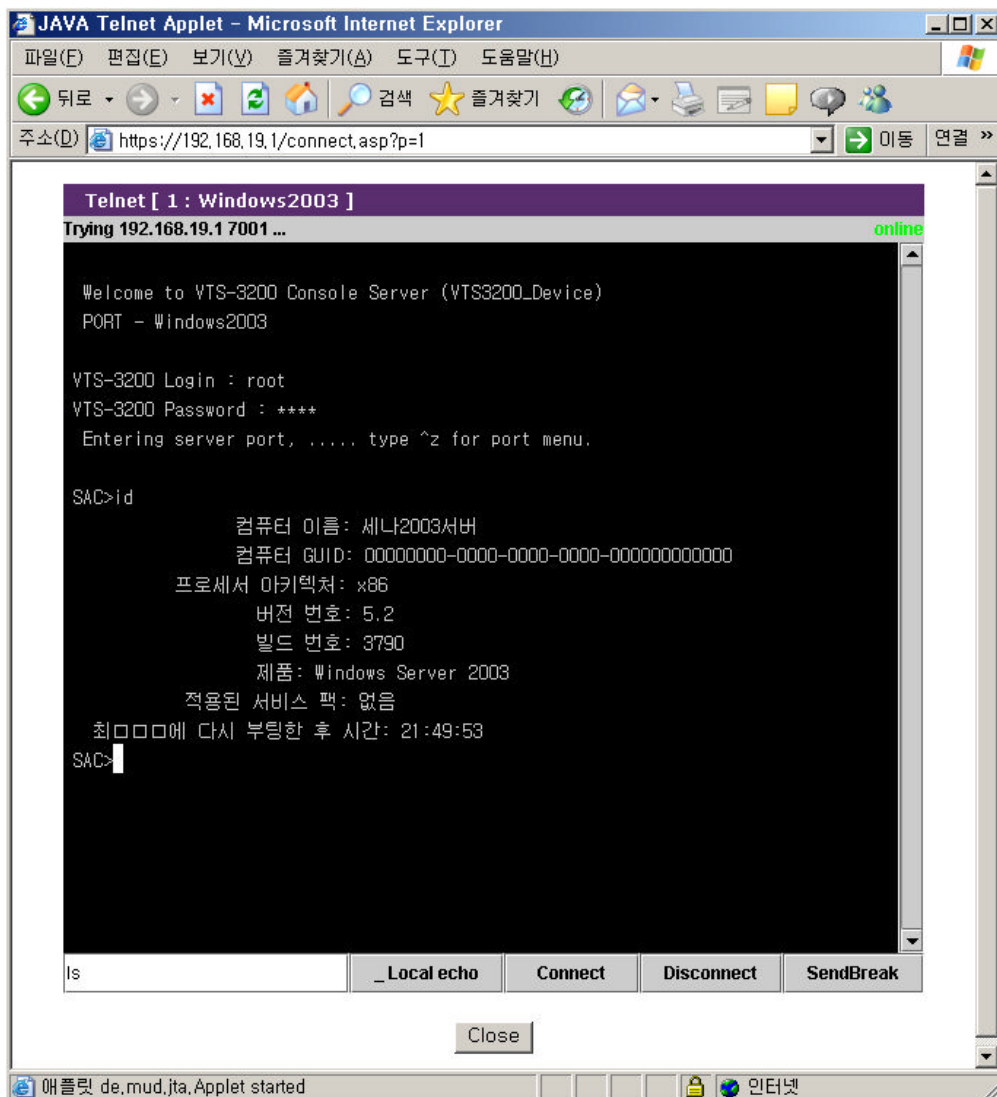 JAVA Telnet Applet - Microsoft Internet Explorer
파일(F) 편집(E) 보기(V) 즐겨찾기(A) 도구(T) 도움말(H)
뒤로 검색 즐겨찾기
주소(D) https://192.168.19.1/connect.asp?p=1 이동 연결 »
Telnet [ 1 : Windows2003 ]
Trying 192.168.19.1 7001 ... online
Welcome to VTS-3200 Console Server (VTS3200_Device)
PORT - Windows2003
VTS-3200 Login : root
VTS-3200 Password : ****
Entering server port, ..... type ^z for port menu.
SAC>id
컴퓨터 이름: 세나2003서버
컴퓨터 GUID: 00000000-0000-0000-0000-000000000000
프로세서 아키텍처: x86
버전 번호: 5.2
빌드 번호: 3790
제품: Windows Server 2003
적용된 서비스 팩: 없음
최□□□에 다시 부팅한 후 시간: 21:49:53
SAC>
ls _Local echo Connect Disconnect SendBreak
Close
애플릿 de.mud.jta.Applet started 인터넷